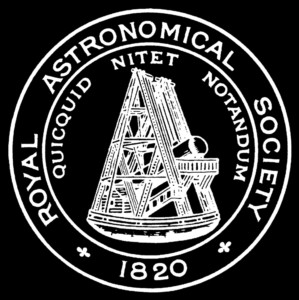 ROYAL ASTRONOMICAL SOCIETY
QUICQUID NITET NOTANDUM
1820